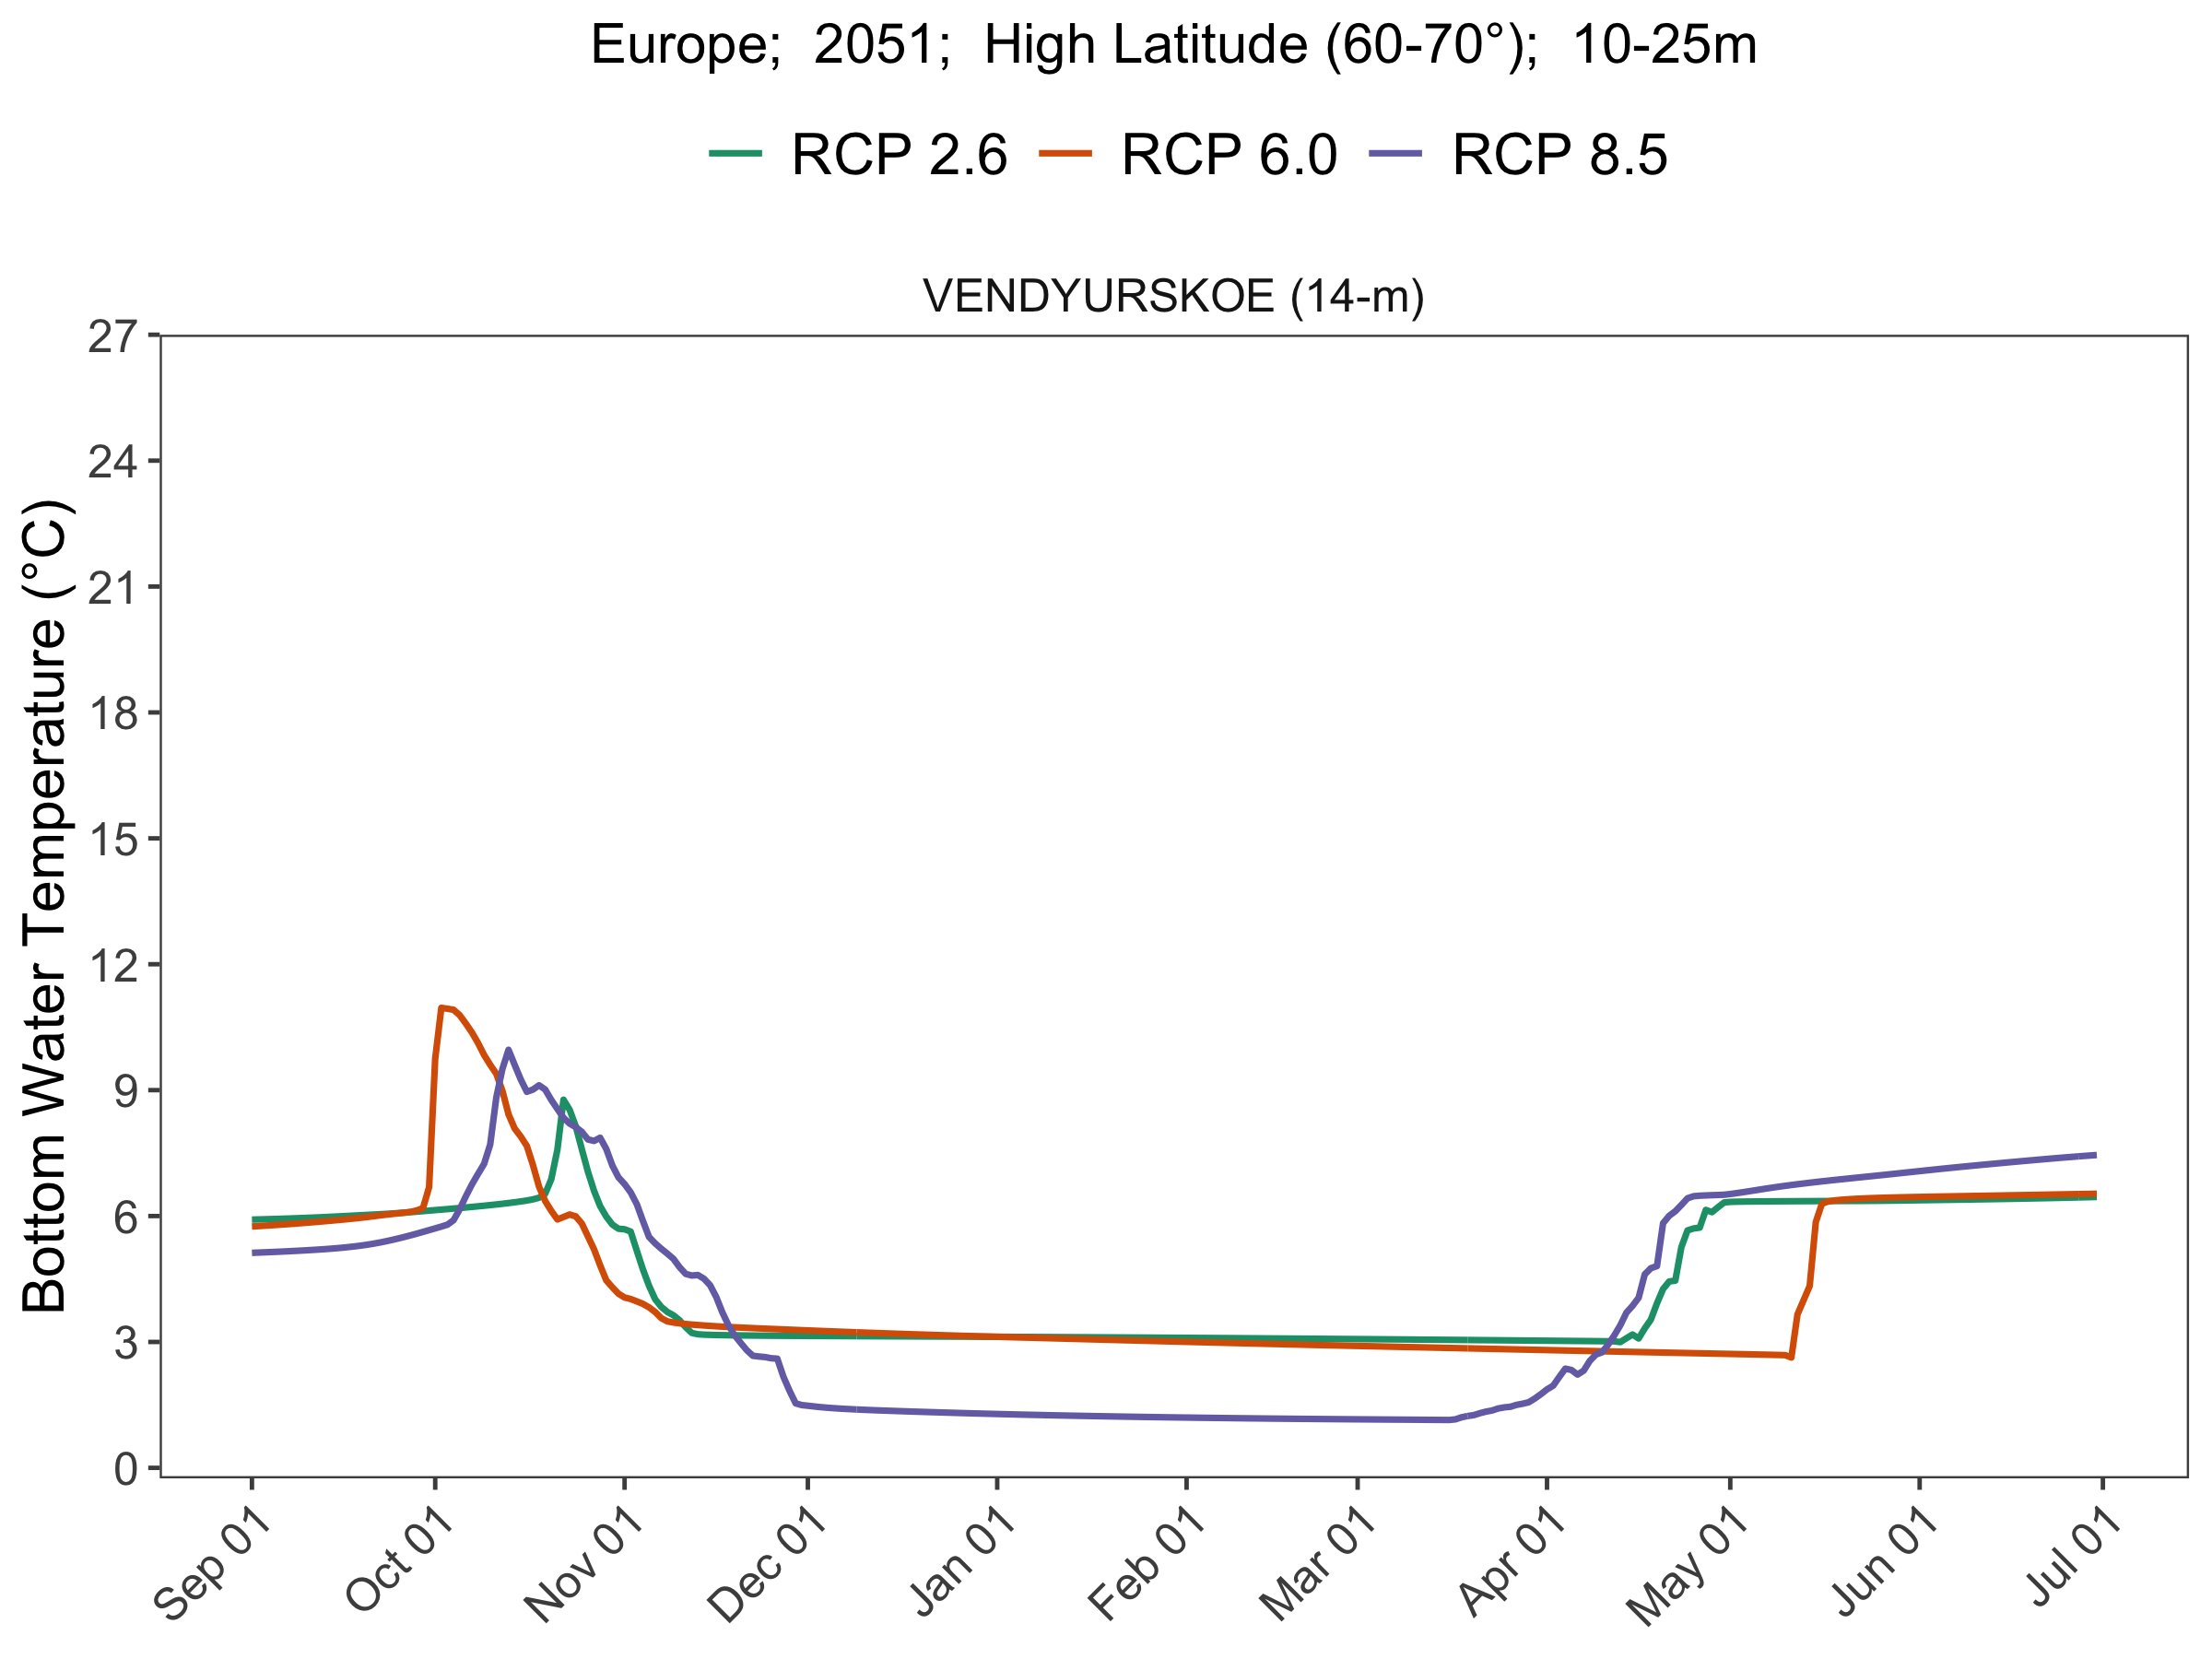 Europe;  2051;  High Latitude (60-70°);  10-25m
RCP 2.6 RCP 6.0 RCP 8.5
VENDYURSKOE (14-m)
Bottom Water Temperature (°C)
27
24
21
18
15
12
9
6
3
0
Sep 01 Oct 01 Nov 01 Dec 01 Jan 01 Feb 01 Mar 01 Apr 01 May 01 Jun 01 Jul 01